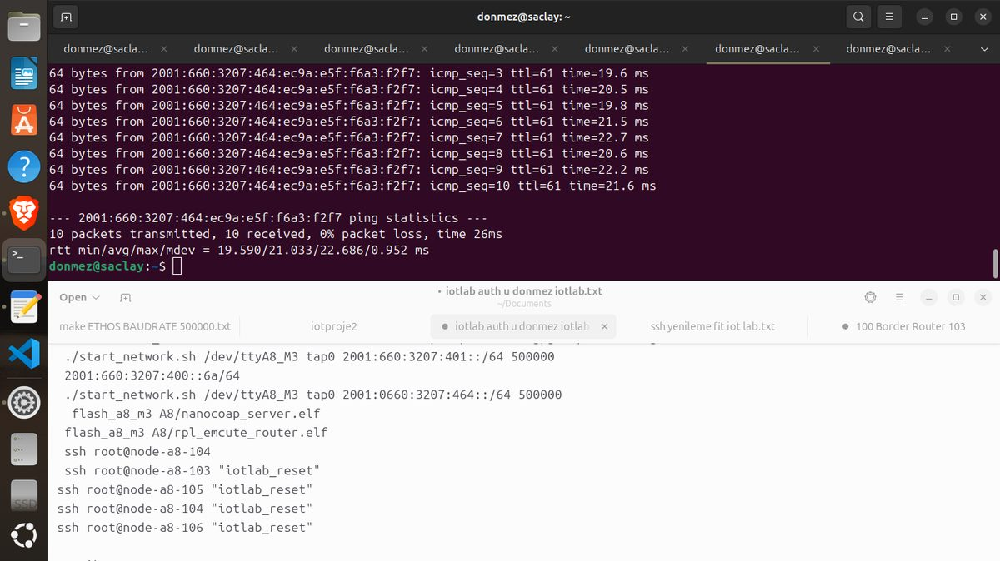 donmez@saclay: ~
donmez@sacla... × donmez@sacla... × donmez@sacla... × donmez@sacla... × donmez@sacla... × donmez@sacla... × donmez@sacla... ×
64 bytes from 2001:660:3207:464:ec9a:e5f:f6a3:f2f7: icmp_seq=3 ttl=61 time=19.6 ms
64 bytes from 2001:660:3207:464:ec9a:e5f:f6a3:f2f7: icmp_seq=4 ttl=61 time=20.5 ms
64 bytes from 2001:660:3207:464:ec9a:e5f:f6a3:f2f7: icmp_seq=5 ttl=61 time=19.8 ms
64 bytes from 2001:660:3207:464:ec9a:e5f:f6a3:f2f7: icmp_seq=6 ttl=61 time=21.5 ms
64 bytes from 2001:660:3207:464:ec9a:e5f:f6a3:f2f7: icmp_seq=7 ttl=61 time=22.7 ms
64 bytes from 2001:660:3207:464:ec9a:e5f:f6a3:f2f7: icmp_seq=8 ttl=61 time=20.6 ms
64 bytes from 2001:660:3207:464:ec9a:e5f:f6a3:f2f7: icmp_seq=9 ttl=61 time=22.2 ms
64 bytes from 2001:660:3207:464:ec9a:e5f:f6a3:f2f7: icmp_seq=10 ttl=61 time=21.6 ms
--- 2001:660:3207:464:ec9a:e5f:f6a3:f2f7 ping statistics ---
10 packets transmitted, 10 received, 0% packet loss, time 26ms
rtt min/avg/max/mdev = 19.590/21.033/22.686/0.952 ms
donmez@saclay:~$
Open
• iotlab auth u donmez iotlab.txt
~/Documents
make ETHOS BAUDRATE 500000.txt iotproje2 • iotlab auth u donmez iotlab × ssh yenileme fit iot lab.txt • 100 Border Router 103
./start_network.sh /dev/ttyA8_M3 tap0 2001:660:3207:401::/64 500000
2001:660:3207:400::6a/64
./start_network.sh /dev/ttyA8_M3 tap0 2001:0660:3207:464::/64 500000
flash_a8_m3 A8/nanocoap_server.elf
flash_a8_m3 A8/rpl_emcute_router.elf
ssh root@node-a8-104
ssh root@node-a8-103 "iotlab_reset"
ssh root@node-a8-105 "iotlab_reset"
ssh root@node-a8-104 "iotlab_reset"
ssh root@node-a8-106 "iotlab_reset"
SSD